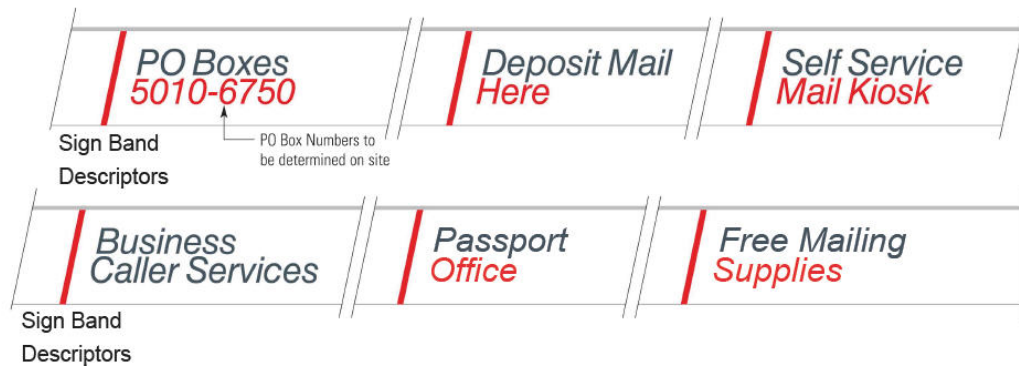 PO Boxes
5010-6750
Deposit Mail
Here
Self Service
Mail Kiosk
PO Box Numbers to
be determined on site
Sign Band
Descriptors
Business
Caller Services
Passport
Office
Free Mailing
Supplies
Sign Band
Descriptors